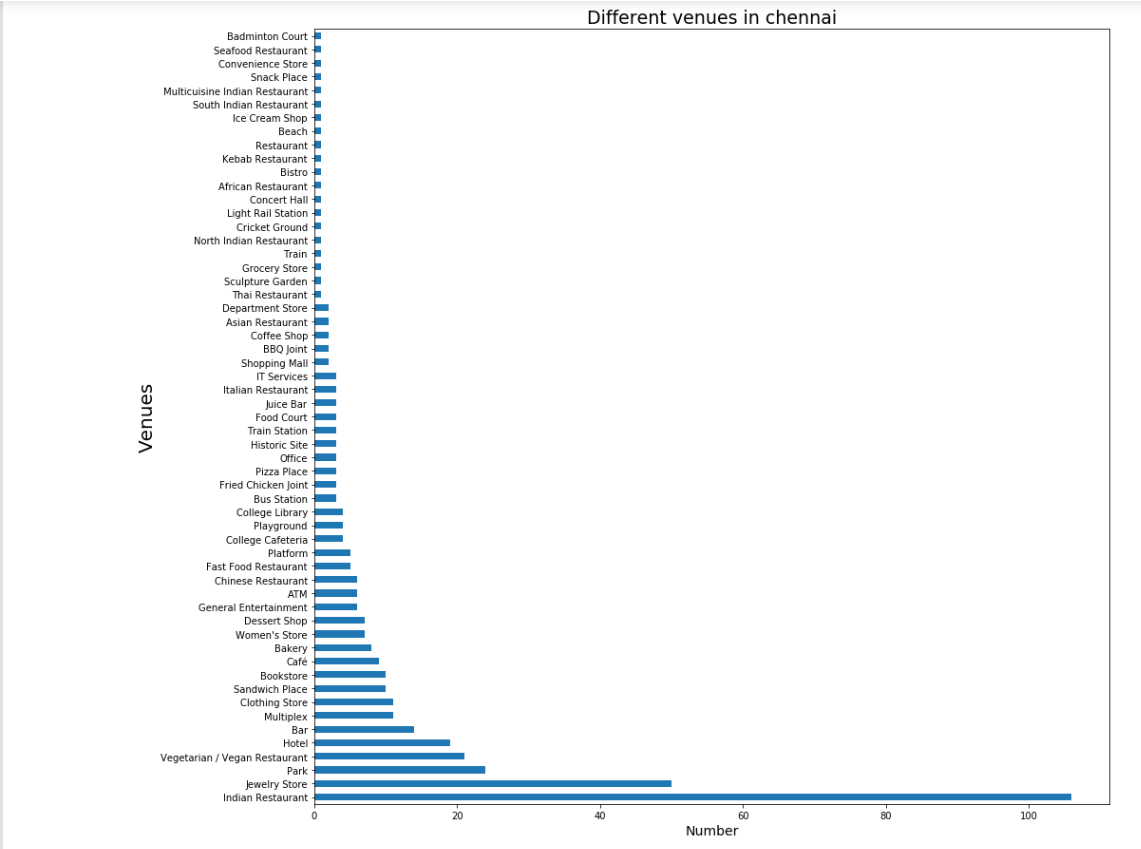 Different venues in chennai
Badminton Court
Seafood Restaurant
Convenience Store
Snack Place
Multicuisine Indian Restaurant
South Indian Restaurant
Ice Cream Shop
Beach
Restaurant
Kebab Restaurant
Bistro
African Restaurant
Concert Hall
Light Rail Station
Cricket Ground
North Indian Restaurant
Train
Grocery Store
Sculpture Garden
Thai Restaurant
Department Store
Asian Restaurant
Coffee Shop
BBQ Joint
Shopping Mall
IT Services
Italian Restaurant
Juice Bar
Food Court
Train Station
Historic Site
Office
Pizza Place
Fried Chicken Joint
Bus Station
College Library
Playground
College Cafeteria
Platform
Fast Food Restaurant
Chinese Restaurant
ATM
General Entertainment
Dessert Shop
Women's Store
Bakery
Café
Bookstore
Sandwich Place
Clothing Store
Multiplex
Bar
Hotel
Vegetarian / Vegan Restaurant
Park
Jewelry Store
Indian Restaurant
Venues
0 20 40 60 80 100
Number